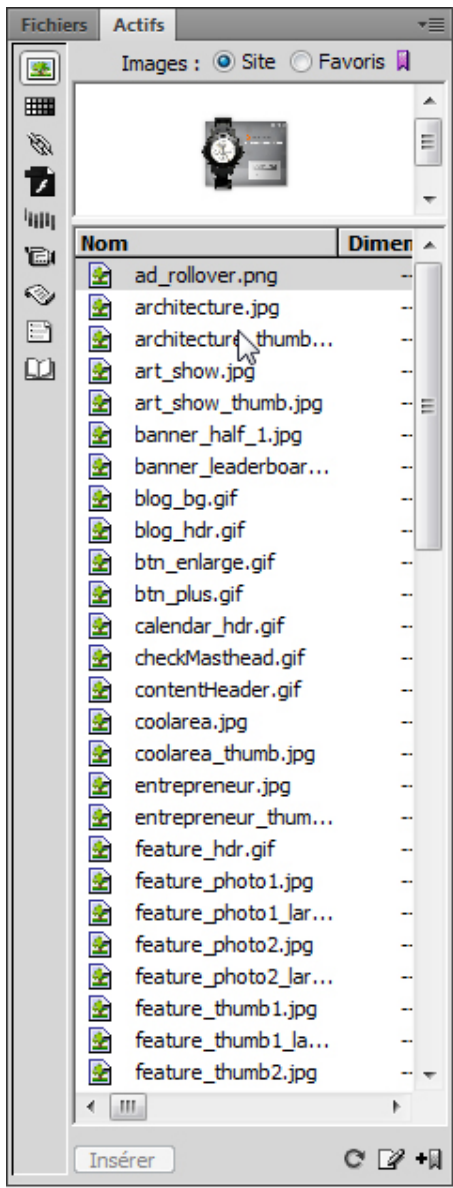 Fichiers Actifs
Images : Site Favoris
Nom Dimen
ad_rollover.png --
architecture.jpg --
architecture_thumb... --
art_show.jpg --
art_show_thumb.jpg --
banner_half_1.jpg --
banner_leaderboar... --
blog_bg.gif --
blog_hdr.gif --
btn_enlarge.gif --
btn_plus.gif --
calendar_hdr.gif --
checkMasthead.gif --
contentHeader.gif --
coolarea.jpg --
coolarea_thumb.jpg --
entrepreneur.jpg --
entrepreneur_thum... --
feature_hdr.gif --
feature_photo1.jpg --
feature_photo1_lar... --
feature_photo2.jpg --
feature_photo2_lar... --
feature_thumb1.jpg --
feature_thumb1_la... --
feature_thumb2.jpg --
Insérer